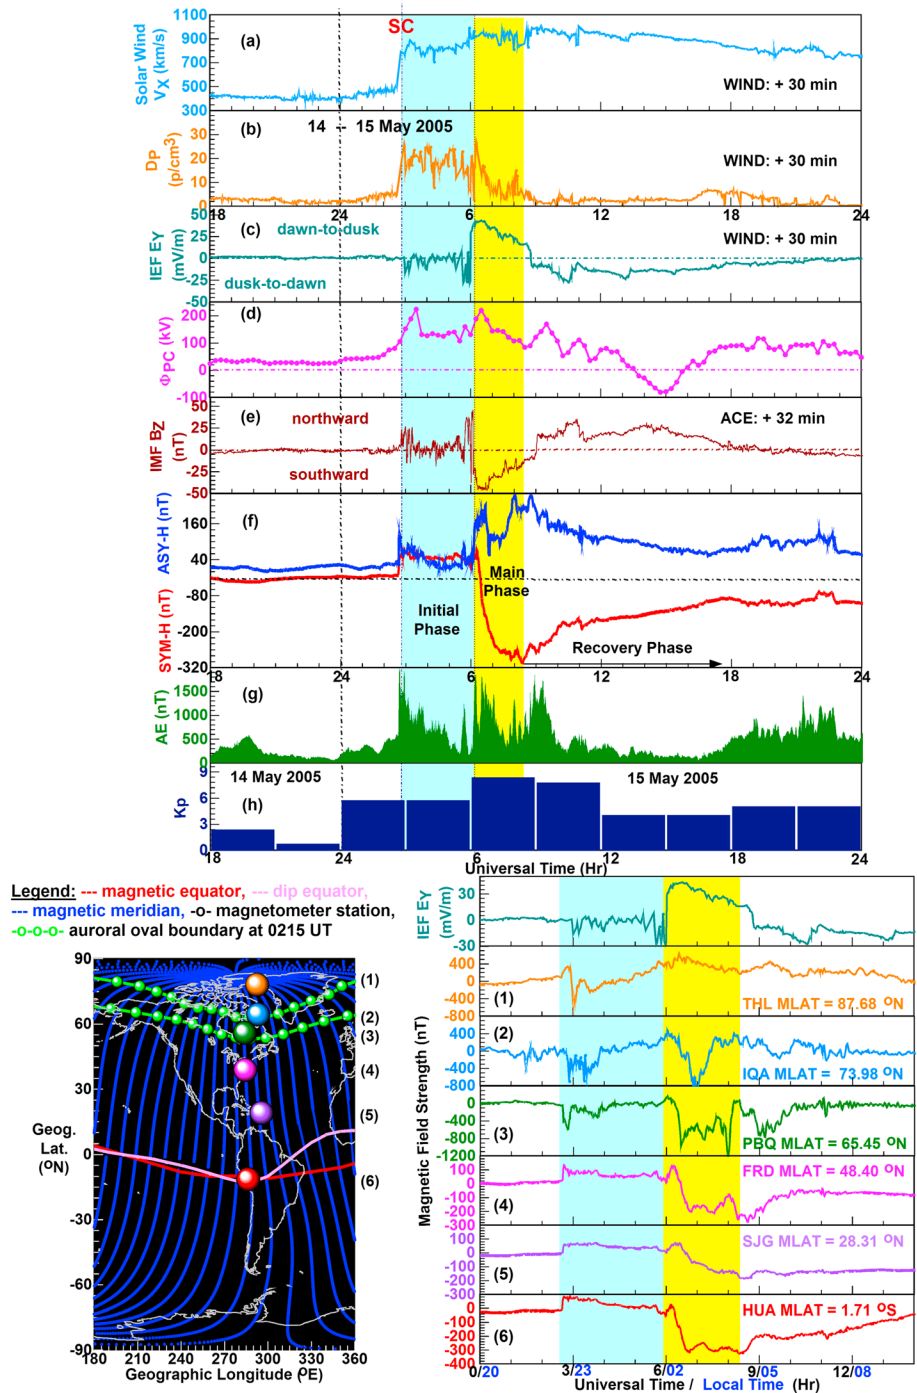 1100
900
700
500
300
Solar Wind
VX (km/s)
(a)
SC
WIND: + 30 min
30
20
10
0
DP
(p/cm3)
(b)
14 -- 15 May 2005
WIND: + 30 min
18 24 6 12 18 24
50
25
0
-25
-50
IEF EY
(mV/m)
(c)
dawn-to-dusk
dusk-to-dawn
WIND: + 30 min
200
100
0
-100
ΦPC (kV)
(d)
50
25
0
-25
-50
IMF BZ
(nT)
(e)
northward
southward
ACE: + 32 min
160
40
-80
-200
-320
ASY-H (nT)
SYM-H (nT)
(f)
Main
Phase
Initial
Phase
Recovery Phase
18 24 6 12 18 24
1500
1000
500
0
AE (nT)
(g)
9
6
3
0
Kp
14 May 2005
15 May 2005
(h)
18 24 6 12 18 24
Universal Time (Hr)
Legend: --- magnetic equator, --- dip equator,
--- magnetic meridian, -o- magnetometer station,
-o-o-o- auroral oval boundary at 0215 UT
90
60
30
0
-30
-60
-90
Geog.
Lat.
(oN)
(1)
(2)
(3)
(4)
(5)
(6)
180 210 240 270 300 330 360
Geographic Longitude (oE)
30
0
-30
IEF EY
(mV/m)
400
0
-400
-800
(1)
THL MLAT = 87.68 oN
400
0
-400
-800
(2)
IQA MLAT = 73.98 oN
0
-400
-800
-1200
(3)
PBQ MLAT = 65.45 oN
100
0
-100
-200
-300
(4)
FRD MLAT = 48.40 oN
100
0
-100
-200
-300
(5)
SJG MLAT = 28.31 oN
0
-100
-200
-300
-400
(6)
HUA MLAT = 1.71 oS
Magnetic Field Strength (nT)
0/20 3/23 6/02 9/05 12/08
Universal Time / Local Time (Hr)